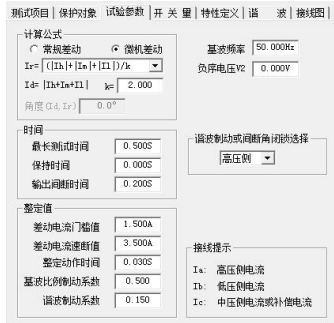 测试项目 保护对象 试验参数 开 关 量 特性定义 谐 波 接线图
计算公式
常规差动 微机差动
Ir= (|Ih|+|Im|+|Il|)/k
Id= |Ih+Im+Il| k= 2.000
角度(Id,Ir) 0.0°
基波频率 50.000Hz
负序电压V2 0.000V
时间
最长测试时间 0.500S
保持时间 0.000S
输出间断时间 0.200S
谐波制动或间断角闭锁选择
高压侧
整定值
差动电流门槛值 1.500A
差动电流速断值 3.500A
整定动作时间 0.030S
基波比例制动系数 0.500
谐波制动系数 0.150
接线提示
Ia: 高压侧电流
Ib: 低压侧电流
Ic: 中压侧电流或补偿电流